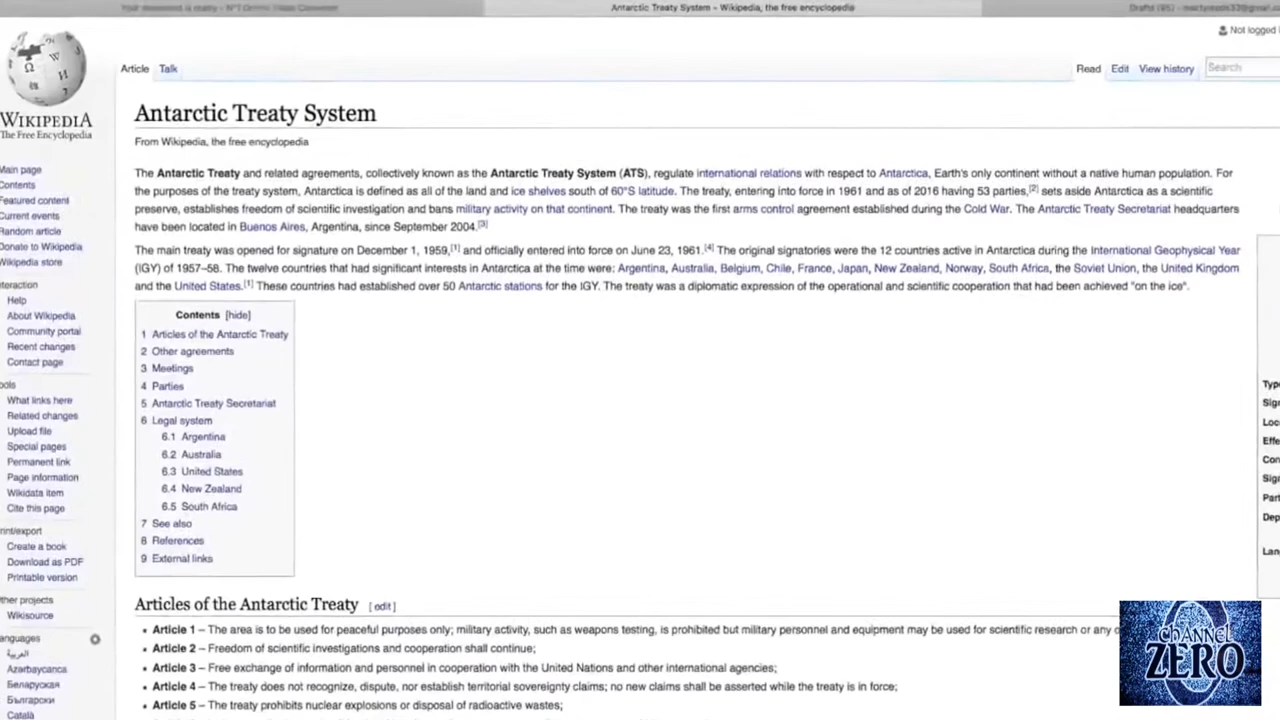 Antarctic Treaty System - Wikipedia, the free encyclopedia
Not logged
WIKIPEDIA
The Free Encyclopedia
Article Talk
Read Edit View history Search
Antarctic Treaty System
From Wikipedia, the free encyclopedia
The Antarctic Treaty and related agreements, collectively known as the Antarctic Treaty System (ATS), regulate international relations with respect to Antarctica, Earth's only continent without a native human population. For
the purposes of the treaty system, Antarctica is defined as all of the land and ice shelves south of 60°S latitude. The treaty, entering into force in 1961 and as of 2016 having 53 parties,[2] sets aside Antarctica as a scientific
preserve, establishes freedom of scientific investigation and bans military activity on that continent. The treaty was the first arms control agreement established during the Cold War. The Antarctic Treaty Secretariat headquarters
have been located in Buenos Aires, Argentina, since September 2004.[3]
The main treaty was opened for signature on December 1, 1959,[1] and officially entered into force on June 23, 1961.[4] The original signatories were the 12 countries active in Antarctica during the International Geophysical Year
(IGY) of 1957–58. The twelve countries that had significant interests in Antarctica at the time were: Argentina, Australia, Belgium, Chile, France, Japan, New Zealand, Norway, South Africa, the Soviet Union, the United Kingdom
and the United States.[1] These countries had established over 50 Antarctic stations for the IGY. The treaty was a diplomatic expression of the operational and scientific cooperation that had been achieved "on the ice".
Main page
Contents
Featured content
Current events
Random article
Donate to Wikipedia
Wikipedia store
nteraction
Help
About Wikipedia
Community portal
Recent changes
Contact page
ools
What links here
Related changes
Upload file
Special pages
Permanent link
Page information
Wikidata item
Cite this page
rint/export
Create a book
Download as PDF
Printable version
ther projects
Wikisource
anguages
العربية
Azərbaycanca
Беларуская
Български
Català
Contents [hide]
1 Articles of the Antarctic Treaty
2 Other agreements
3 Meetings
4 Parties
5 Antarctic Treaty Secretariat
6 Legal system
6.1 Argentina
6.2 Australia
6.3 United States
6.4 New Zealand
6.5 South Africa
7 See also
8 References
9 External links
Type
Sig
Loc
Effe
Con
Sig
Part
Dep
Lan
Articles of the Antarctic Treaty [ edit ]
• Article 1 – The area is to be used for peaceful purposes only; military activity, such as weapons testing, is prohibited but military personnel and equipment may be used for scientific research or any o
• Article 2 – Freedom of scientific investigations and cooperation shall continue;
• Article 3 – Free exchange of information and personnel in cooperation with the United Nations and other international agencies;
• Article 4 – The treaty does not recognize, dispute, nor establish territorial sovereignty claims; no new claims shall be asserted while the treaty is in force;
• Article 5 – The treaty prohibits nuclear explosions or disposal of radioactive wastes;
channel
ZERO